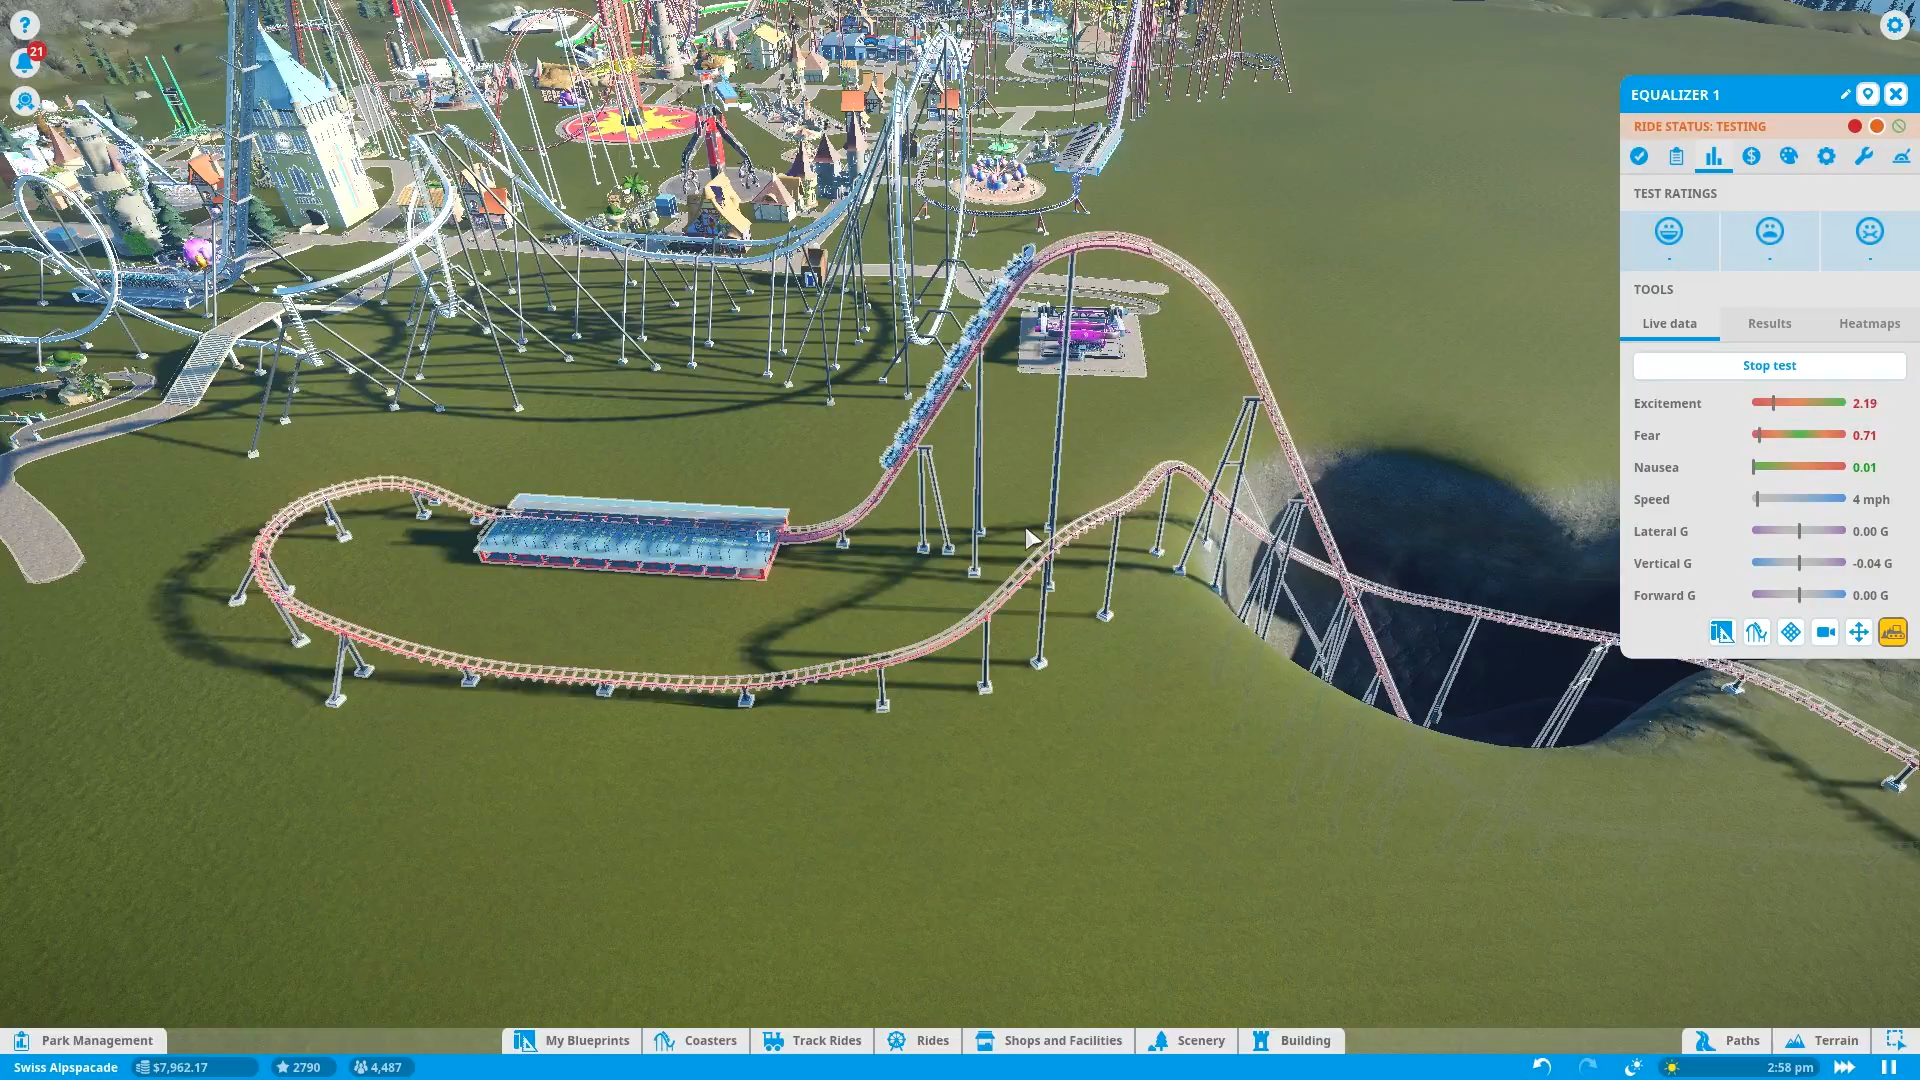 ?
21
EQUALIZER 1
RIDE STATUS: TESTING
TEST RATINGS
- - -
TOOLS
Live data Results Heatmaps
Stop test
Excitement 2.19
Fear 0.71
Nausea 0.01
Speed 4 mph
Lateral G 0.00 G
Vertical G -0.04 G
Forward G 0.00 G
Park Management My Blueprints Coasters Track Rides Rides Shops and Facilities Scenery Building Paths Terrain
Swiss Alpspacade $7,962.17 2790 4,487 2:58 pm